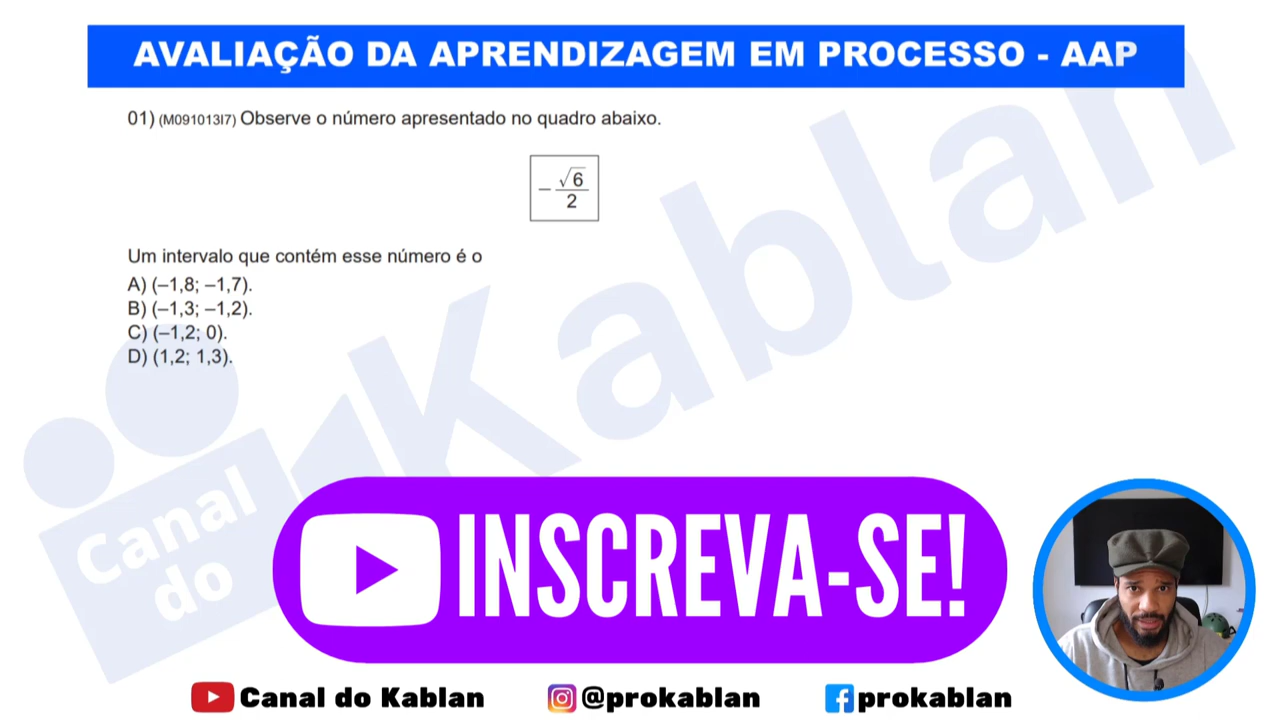 AVALIAÇÃO DA APRENDIZAGEM EM PROCESSO - AAP
01) (M091013I7) Observe o número apresentado no quadro abaixo.
−√6/2
Um intervalo que contém esse número é o
A) (–1,8; –1,7).
B) (–1,3; –1,2).
C) (–1,2; 0).
D) (1,2; 1,3).
Canal do Kablan
INSCREVA-SE!
Canal do Kablan @prokablan prokablan